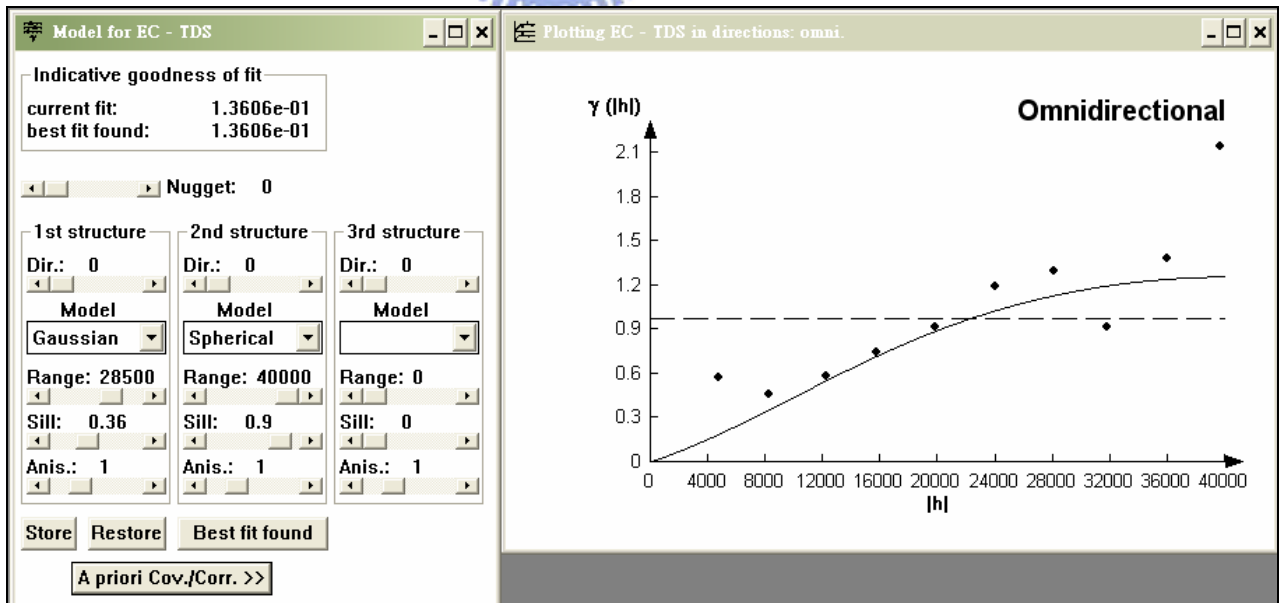 Model for EC - TDS
Indicative goodness of fit
current fit: 1.3606e-01
best fit found: 1.3606e-01
Nugget: 0
1st structure
Dir.: 0
Model
Gaussian
Range: 28500
Sill: 0.36
Anis.: 1
2nd structure
Dir.: 0
Model
Spherical
Range: 40000
Sill: 0.9
Anis.: 1
3rd structure
Dir.: 0
Model
Range: 0
Sill: 0
Anis.: 1
Store Restore Best fit found
A priori Cov./Corr. >>
Plotting EC - TDS in directions: omni.
γ (|h|)
Omnidirectional
2.1
1.8
1.5
1.2
0.9
0.6
0.3
0
0 4000 8000 12000 16000 20000 24000 28000 32000 36000 40000
|h|